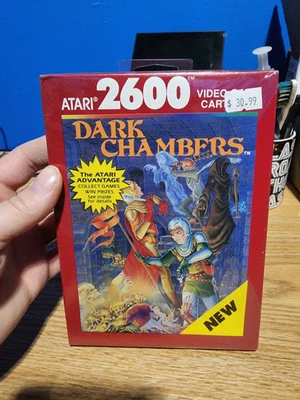 ATARI® 2600 VIDEO
CART
$ 30.99
DARK
CHAMBERS™
The ATARI
ADVANTAGE
COLLECT GAMES
WIN PRIZES
See inside
for details
NEW